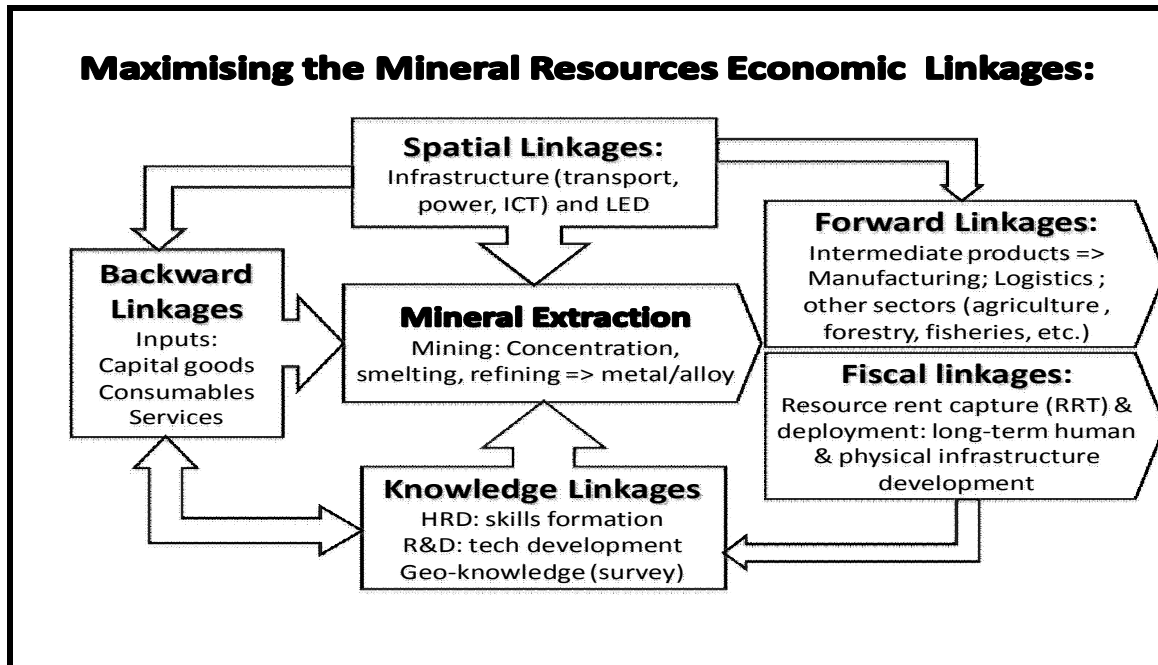 Maximising the Mineral Resources Economic Linkages:
Spatial Linkages:
Infrastructure (transport,
power, ICT) and LED
Backward
Linkages
Inputs:
Capital goods
Consumables
Services
Mineral Extraction
Mining: Concentration,
smelting, refining => metal/alloy
Forward Linkages:
Intermediate products =>
Manufacturing; Logistics ;
other sectors (agriculture ,
forestry, fisheries, etc.)
Fiscal linkages:
Resource rent capture (RRT) &
deployment: long-term human
& physical infrastructure
development
Knowledge Linkages
HRD: skills formation
R&D: tech development
Geo-knowledge (survey)